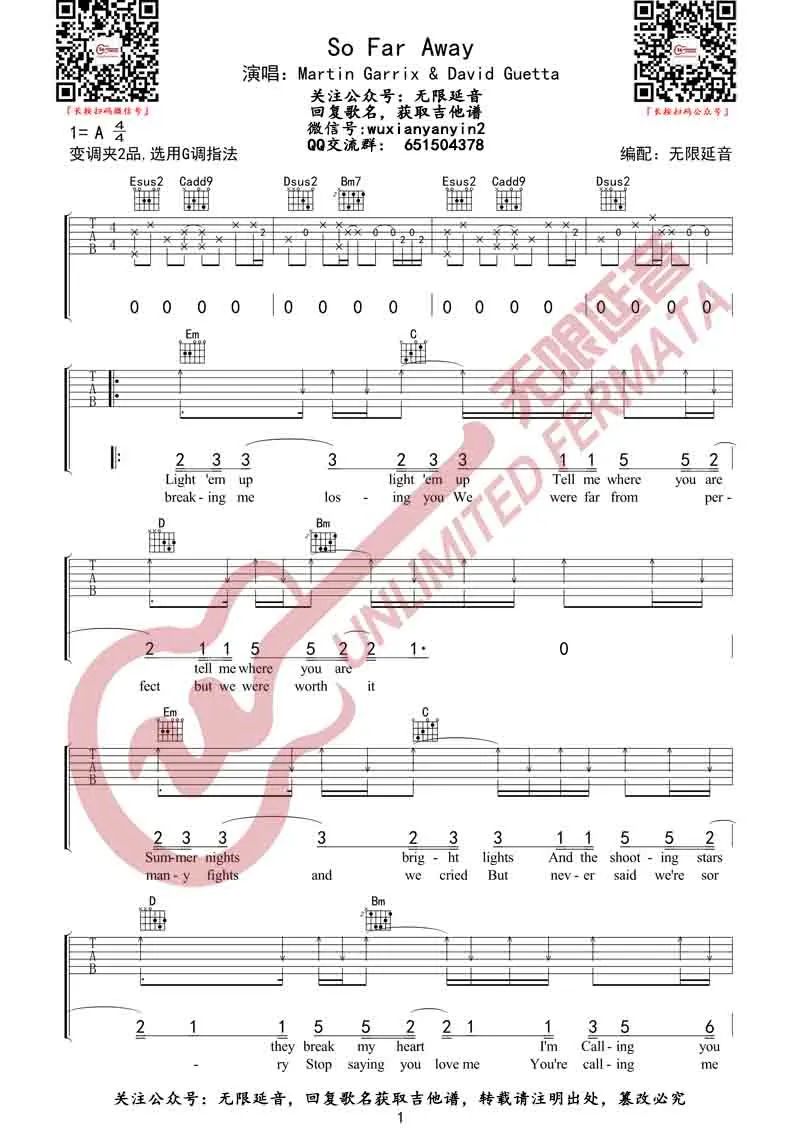 So Far Away
演唱：Martin Garrix & David Guetta
关注公众号：无限延音
回复歌名，获取吉他谱
微信号:wuxianyanyin2
QQ交流群： 651504378
『长按扫码微信号』
『长按扫码公众号』
1= A 4/4
变调夹2品,选用G调指法
编配：无限延音
Esus2 Cadd9 Dsus2 Bm7 Esus2 Cadd9 Dsus2
T A B 4 4
2 0 0 0 2 0 2 2 0 0 0
0 0 0 0 0 0 0 0 0 0 0 0 0 0 0 0
Em C
T A B
2 3 3 3 2 3 3 1 1 5 5 2
Light 'em up light 'em up Tell me where you are
break- ing me los - ing you We were far from per-
D Bm
T A B
2 1 1 5 5 2 2 1· 0
tell me where you are
fect but we were worth it
Em C
T A B
2 3 3 3 2 3 3 1 1 5 5 2
Sum-mer nights brig- ht lights And the shoot- ing stars
man- y fights and we cried But nev- er said we're sor
D Bm
T A B
2 1 1 5 5 2 2 1 1 3 5 6
they break my heart I'm Call- ing you
- ry Stop saying you love me You're call- ing me
关注公众号：无限延音，回复歌名获取吉他谱，转载请注明出处，篡改必究
1
无限延音
UNLIMITED FERMATA